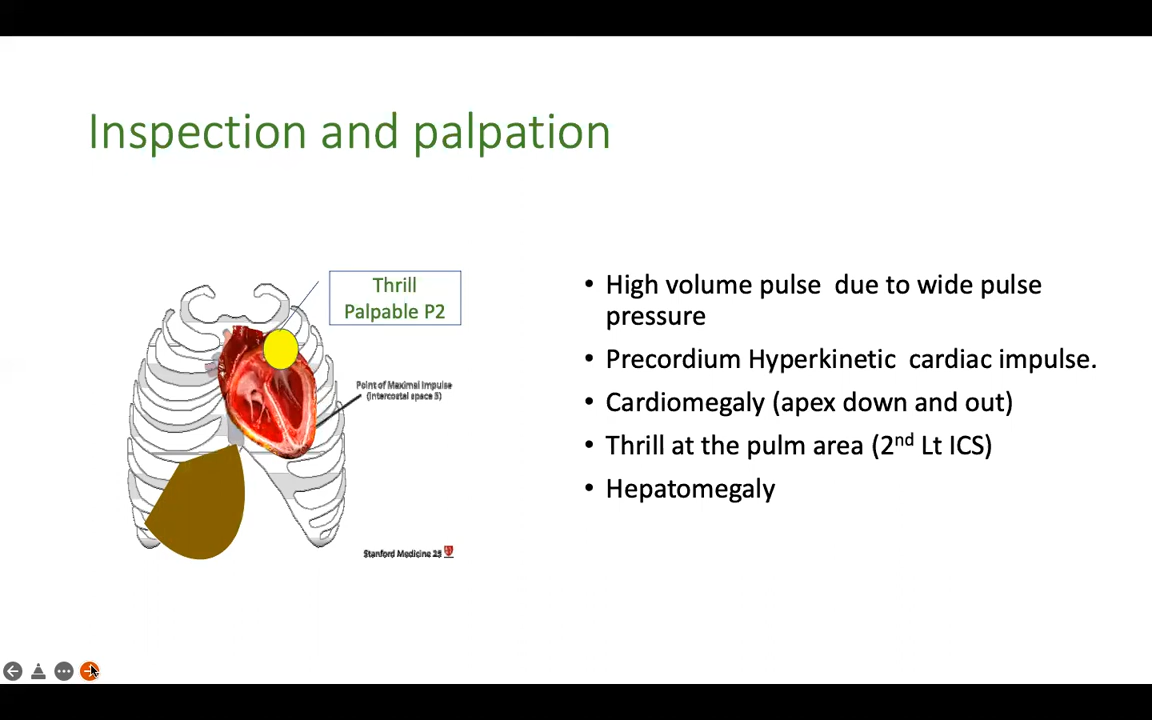 Inspection and palpation
Thrill
Palpable P2
Point of Maximal Impulse
(intercostal space 5)
Stanford Medicine 25
• High volume pulse  due to wide pulse
pressure
• Precordium Hyperkinetic  cardiac impulse.
• Cardiomegaly (apex down and out)
• Thrill at the pulm area (2nd Lt ICS)
• Hepatomegaly